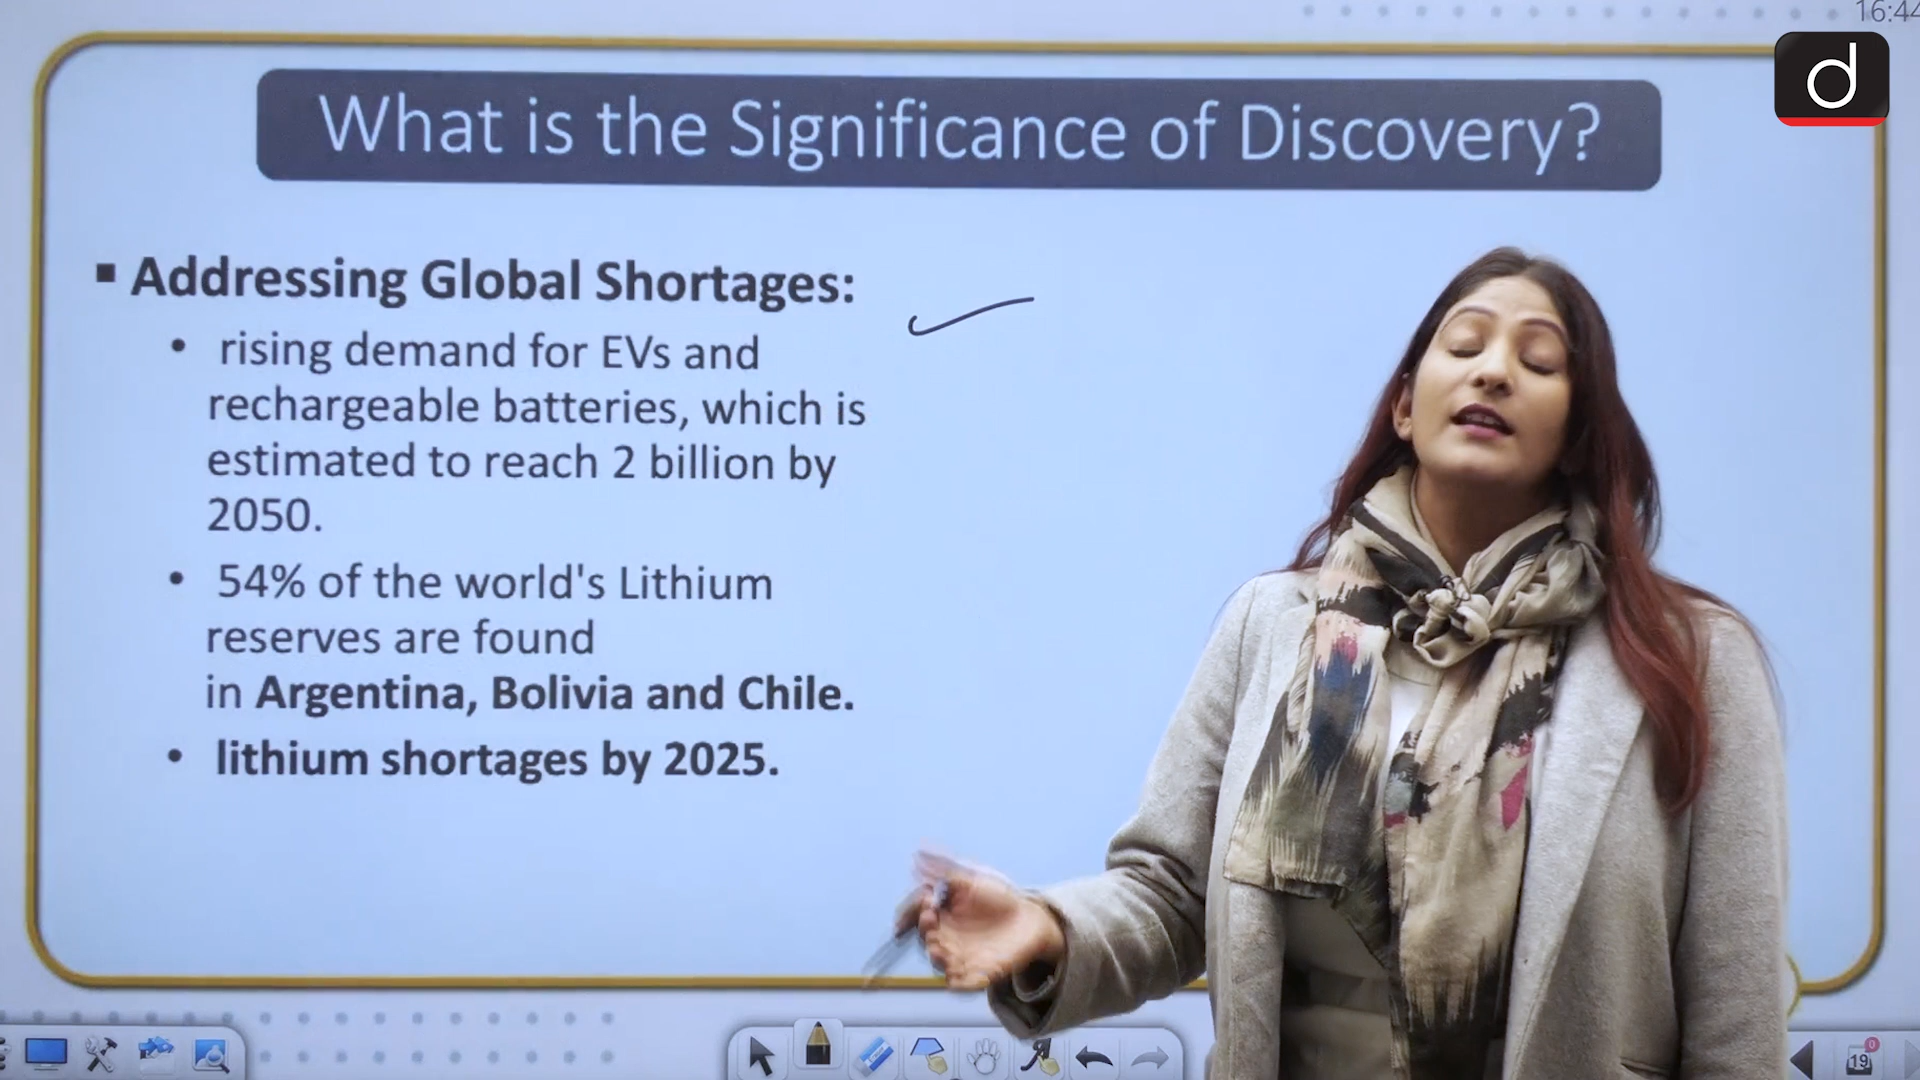 16:44
d
What is the Significance of Discovery?
▪ Addressing Global Shortages:
• rising demand for EVs and
rechargeable batteries, which is
estimated to reach 2 billion by
2050.
• 54% of the world's Lithium
reserves are found
in Argentina, Bolivia and Chile.
• lithium shortages by 2025.
0
19